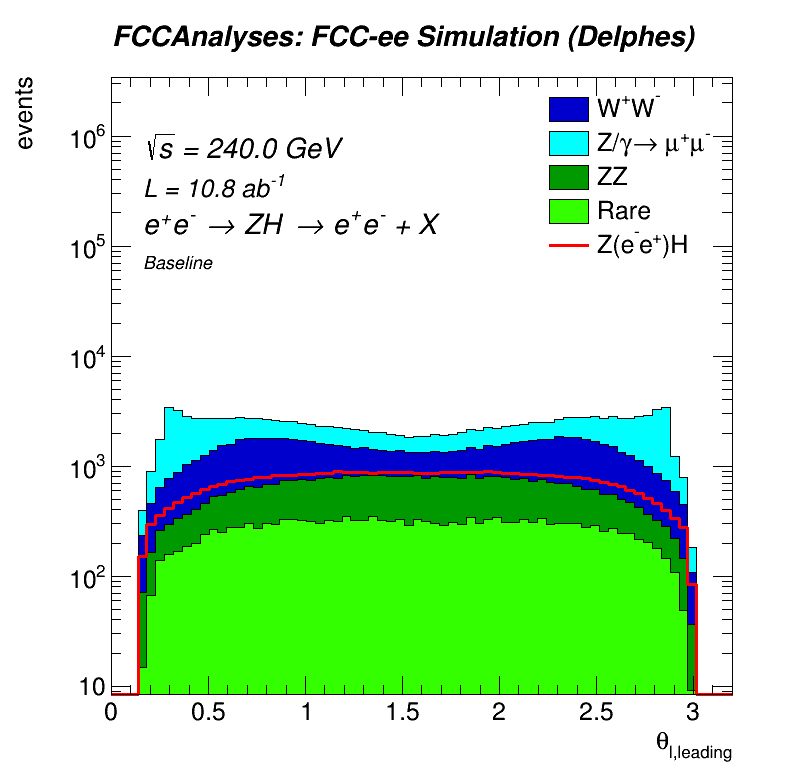 FCCAnalyses: FCC-ee Simulation (Delphes)
events
√s = 240.0 GeV
L = 10.8 ab⁻¹
e⁺e⁻ → ZH → e⁺e⁻ + X
Baseline
W⁺W⁻
Z/γ→ μ⁺μ⁻
ZZ
Rare
Z(e⁻e⁺)H
10⁶
10⁵
10⁴
10³
10²
10
0 0.5 1 1.5 2 2.5 3
θ_l,leading